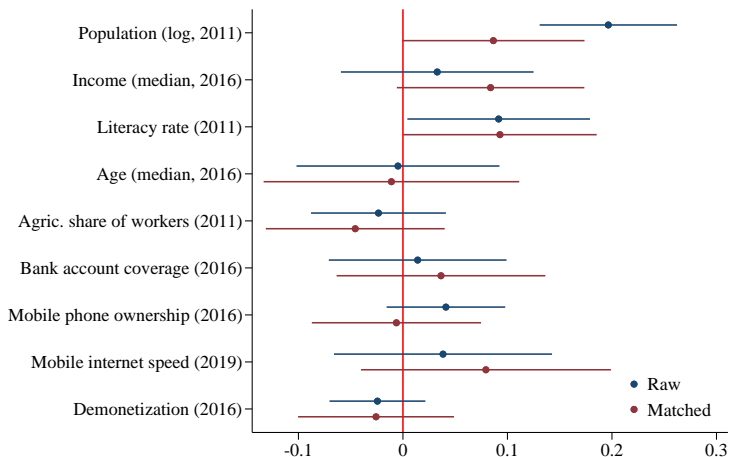 Population (log, 2011)
Income (median, 2016)
Literacy rate (2011)
Age (median, 2016)
Agric. share of workers (2011)
Bank account coverage (2016)
Mobile phone ownership (2016)
Mobile internet speed (2019)
Demonetization (2016)
Raw
Matched
-0.1 0 0.1 0.2 0.3